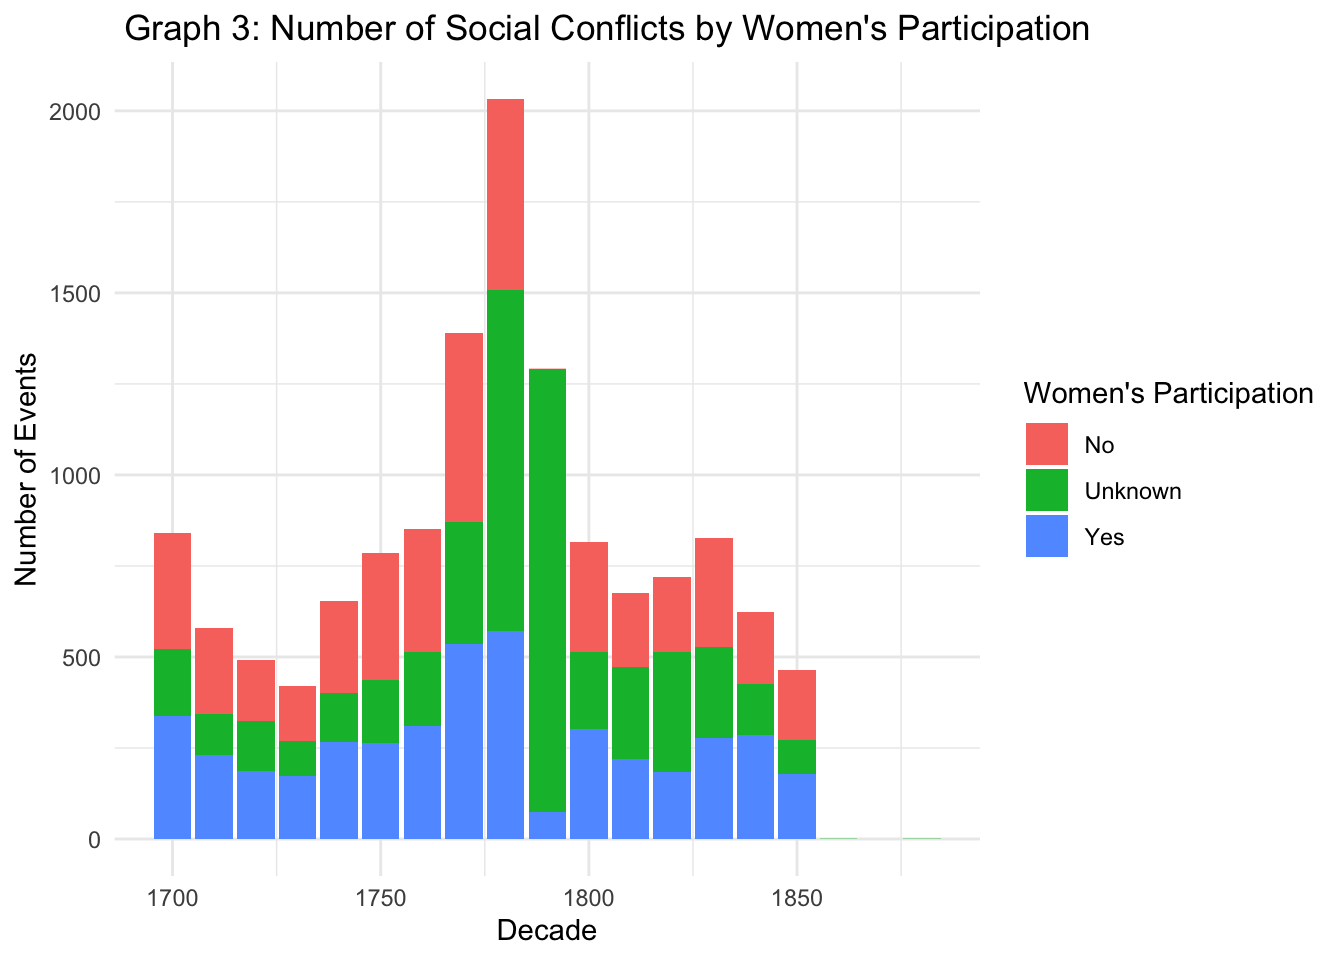 Graph 3: Number of Social Conflicts by Women's Participation
Number of Events
2000
1500
1000
500
0
1700
1750
1800
1850
Decade
Women's Participation
No
Unknown
Yes